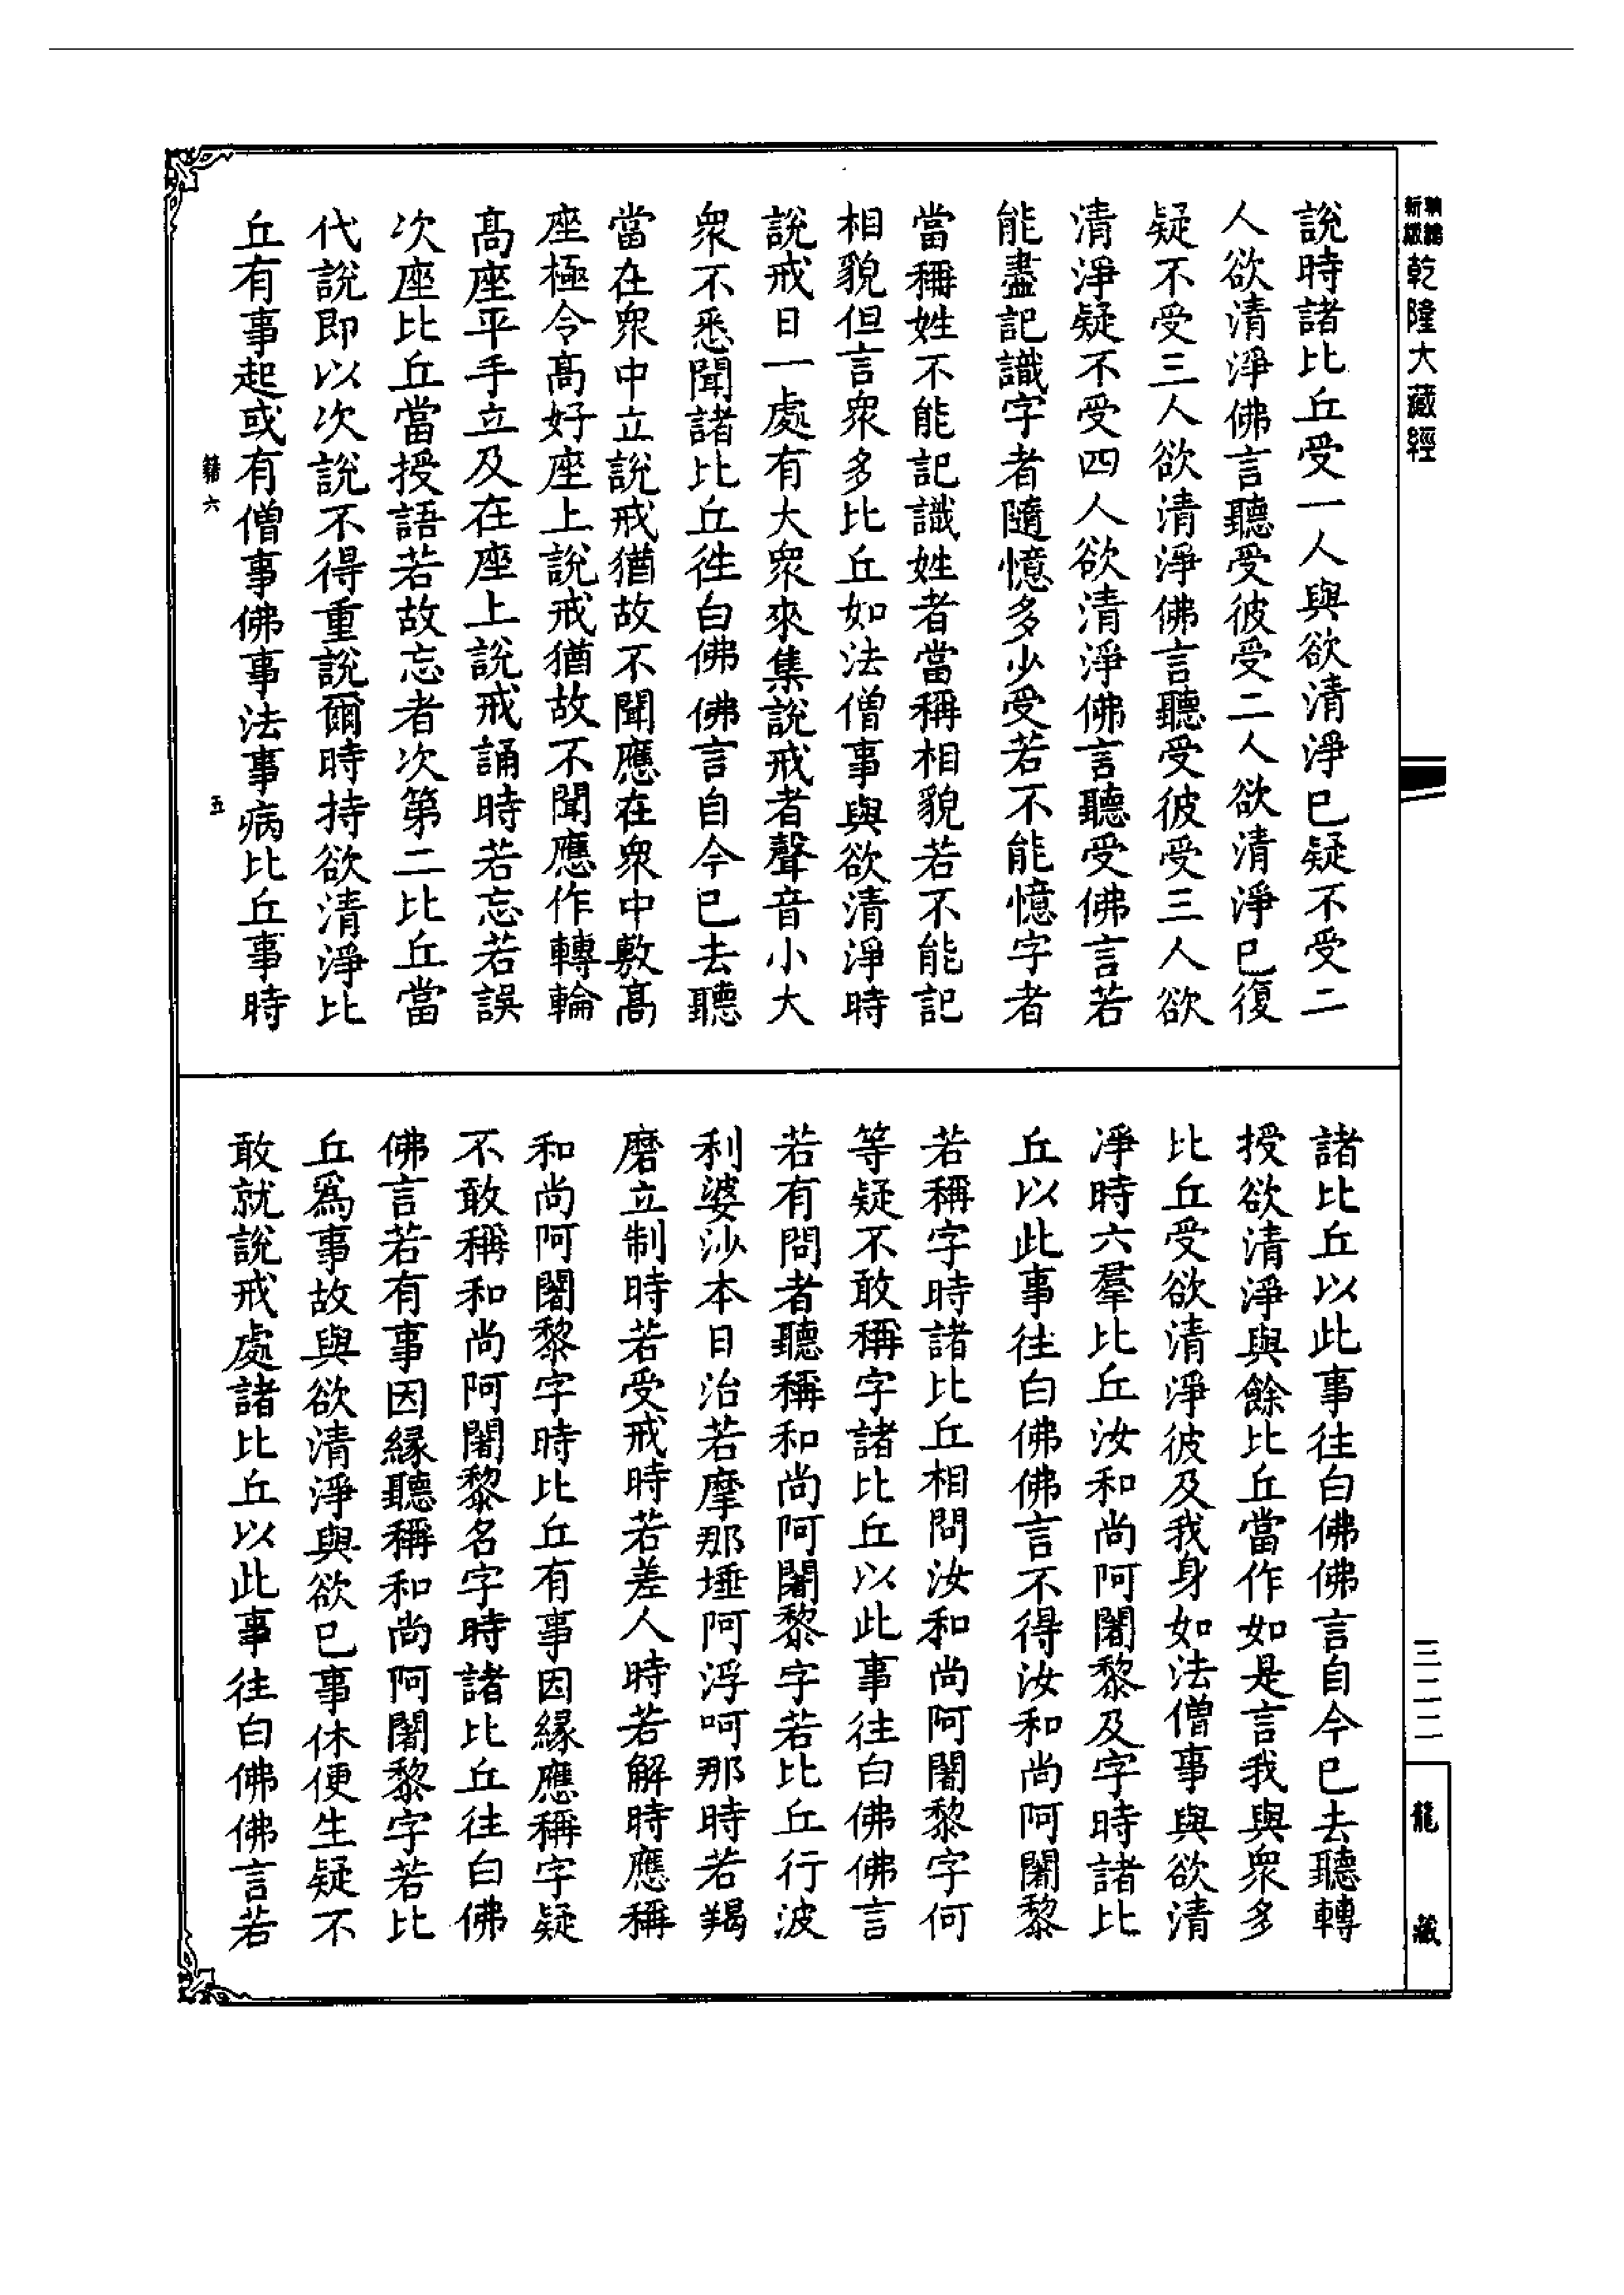 乾隆大藏經
說時諸比丘受一人與欲清淨已疑不受二
人欲清淨佛言聽受彼受二人欲清淨已復
疑不受三人欲清淨佛言聽受彼受三人欲
清淨疑不受四人欲清淨佛言聽受佛言若
能盡記識字者隨憶多少受若不能憶字者
當稱姓不能記識姓者當稱相貌若不能記
相貌但言眾多比丘如法僧事與欲清淨時
說戒日一處有大眾來集說戒者聲音小大
眾不悉聞諸比丘徃白佛佛言自今已去聽
當在眾中立說戒猶故不聞應在眾中敷高
座極令高好座上說戒猶故不聞應作轉輪
高座平手立及在座上說戒誦時若忘若誤
次座比丘當授語若故忘者次第二比丘當
代說即以次說不得重說爾時持欲清淨比
丘有事起或有僧事佛事法事病比丘事時
籍六
五
諸比丘以此事往白佛佛言自今已去聽轉
授欲清淨與餘比丘當作如是言我與眾多
比丘受欲清淨彼及我身如法僧事與欲清
淨時六羣比丘汝和尚阿闍黎及字時諸比
丘以此事往白佛佛言不得汝和尚阿闍黎
若稱字時諸比丘相問汝和尚阿闍黎字何
等疑不敢稱字諸比丘以此事往白佛佛言
若有問者聽稱和尚阿闍黎字若比丘行波
利婆沙本日治若摩那埵阿浮呵那時若羯
磨立制時若受戒時若差人時若解時應稱
和尚阿闍黎字時比丘有事因緣應稱字疑
不敢稱和尚阿闍黎名字時諸比丘往白佛
佛言若有事因緣聽稱和尚阿闍黎字若比
丘爲事故與欲清淨與欲已事休便生疑不
敢就說戒處諸比丘以此事往白佛佛言若
三二二
龍藏